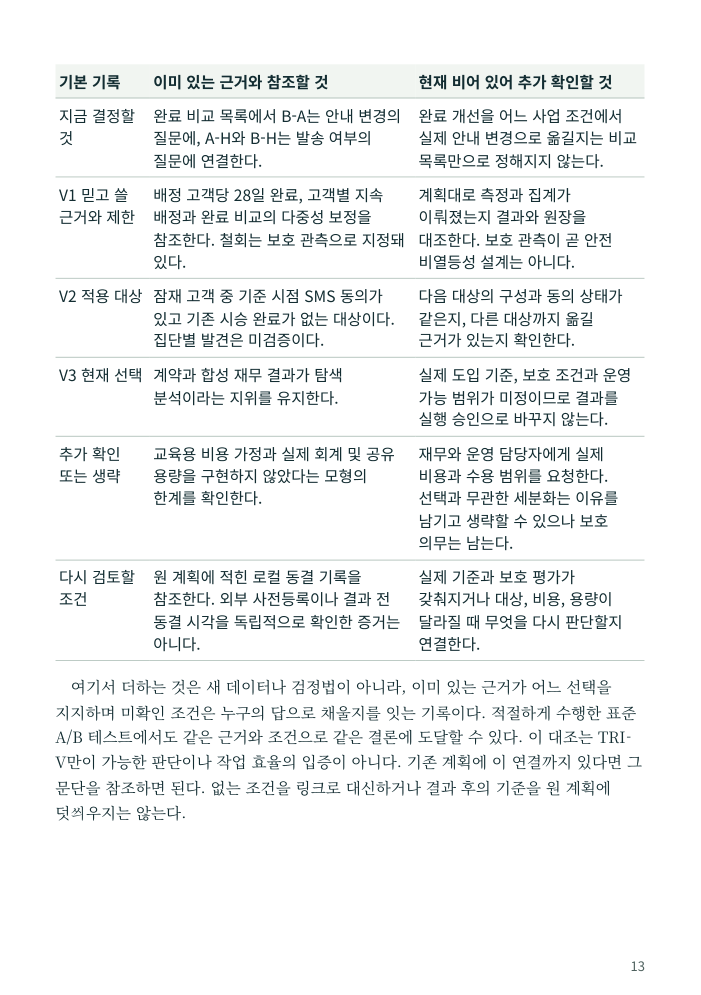 기본 기록 이미 있는 근거와 참조할 것 현재 비어 있어 추가 확인할 것
지금 결정할 완료 비교 목록에서 B-A는 안내 변경의 완료 개선을 어느 사업 조건에서
것 질문에, A-H와 B-H는 발송 여부의 실제 안내 변경으로 옮길지는 비교
질문에 연결한다. 목록만으로 정해지지 않는다.
V1 믿고 쓸 배정 고객당 28일 완료, 고객별 지속 계획대로 측정과 집계가
근거와 제한 배정과 완료 비교의 다중성 보정을 이뤄졌는지 결과와 원장을
참조한다. 철회는 보호 관측으로 지정돼 대조한다. 보호 관측이 곧 안전
있다. 비열등성 설계는 아니다.
V2 적용 대상 잠재 고객 중 기준 시점 SMS 동의가 다음 대상의 구성과 동의 상태가
있고 기존 시승 완료가 없는 대상이다. 같은지, 다른 대상까지 옮길
집단별 발견은 미검증이다. 근거가 있는지 확인한다.
V3 현재 선택 계약과 합성 재무 결과가 탐색 실제 도입 기준, 보호 조건과 운영
분석이라는 지위를 유지한다. 가능 범위가 미정이므로 결과를
실행 승인으로 바꾸지 않는다.
추가 확인 교육용 비용 가정과 실제 회계 및 공유 재무와 운영 담당자에게 실제
또는 생략 용량을 구현하지 않았다는 모형의 비용과 수용 범위를 요청한다.
한계를 확인한다. 선택과 무관한 세분화는 이유를
남기고 생략할 수 있으나 보호
의무는 남는다.
다시 검토할 원 계획에 적힌 로컬 동결 기록을 실제 기준과 보호 평가가
조건 참조한다. 외부 사전등록이나 결과 전 갖춰지거나 대상, 비용, 용량이
동결 시각을 독립적으로 확인한 증거는 달라질 때 무엇을 다시 판단할지
아니다. 연결한다.
여기서 더하는 것은 새 데이터나 검정법이 아니라, 이미 있는 근거가 어느 선택을
지지하며 미확인 조건은 누구의 답으로 채울지를 잇는 기록이다. 적절하게 수행한 표준
A/B 테스트에서도 같은 근거와 조건으로 같은 결론에 도달할 수 있다. 이 대조는 TRI-
V만이 가능한 판단이나 작업 효율의 입증이 아니다. 기존 계획에 이 연결까지 있다면 그
문단을 참조하면 된다. 없는 조건을 링크로 대신하거나 결과 후의 기준을 원 계획에
덧씌우지는 않는다.
13